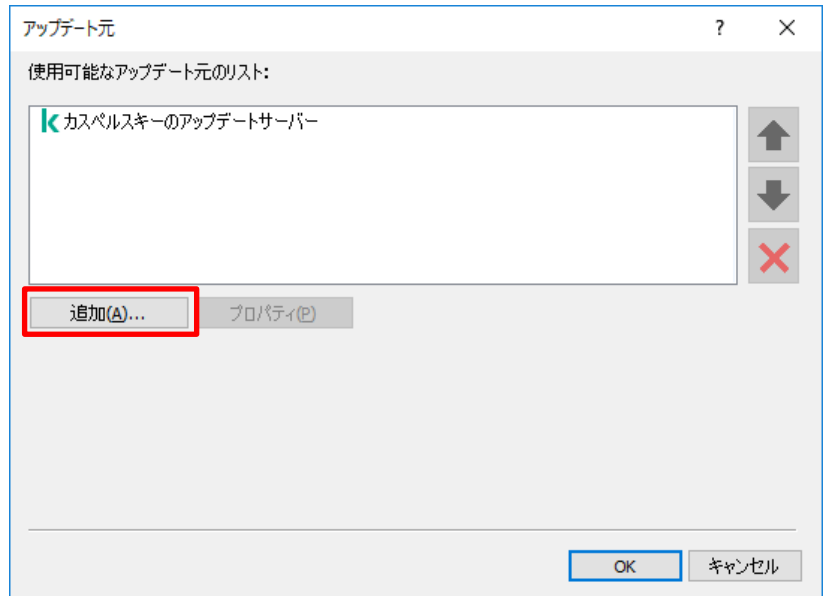 アップデート元
?
使用可能なアップデート元のリスト:
カスペルスキーのアップデートサーバー
追加(A)...
プロパティ(P)
OK
キャンセル